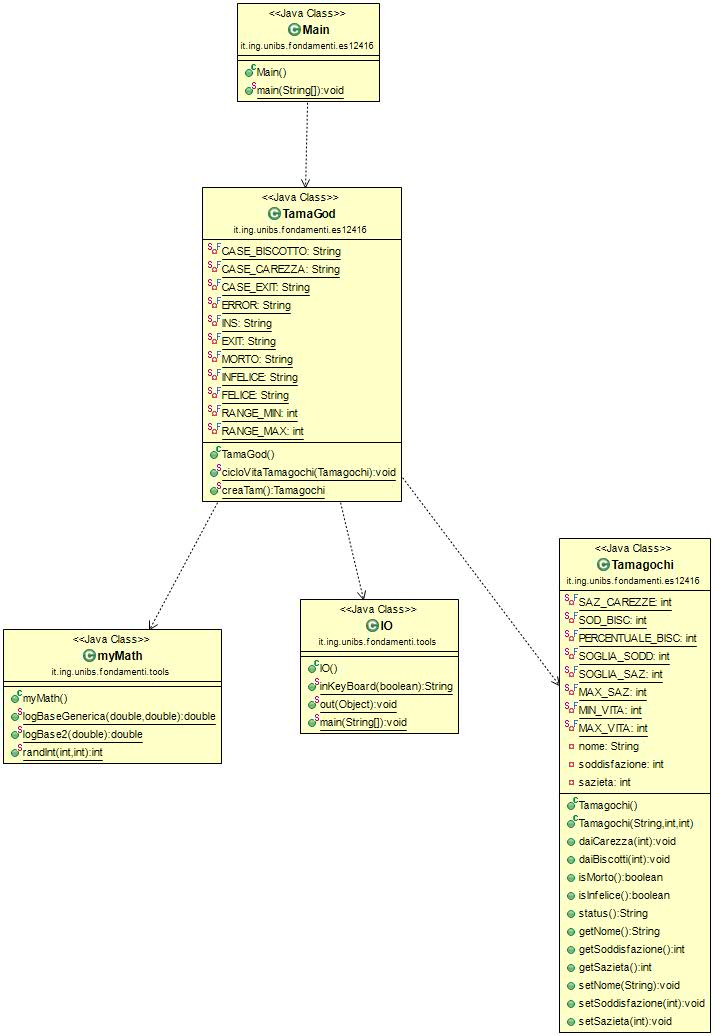 <<Java Class>>
Main
it.ing.unibs.fondamenti.es12416
Main()
main(String[]):void
<<Java Class>>
TamaGod
it.ing.unibs.fondamenti.es12416
CASE_BISCOTTO: String
CASE_CAREZZA: String
CASE_EXIT: String
ERROR: String
INS: String
EXIT: String
MORTO: String
INFELICE: String
FELICE: String
RANGE_MIN: int
RANGE_MAX: int
TamaGod()
cicloVitaTamagochi(Tamagochi):void
creaTam():Tamagochi
<<Java Class>>
myMath
it.ing.unibs.fondamenti.tools
myMath()
logBaseGenerica(double,double):double
logBase2(double):double
randInt(int,int):int
<<Java Class>>
IO
it.ing.unibs.fondamenti.tools
IO()
inKeyBoard(boolean):String
out(Object):void
main(String[]):void
<<Java Class>>
Tamagochi
it.ing.unibs.fondamenti.es12416
SAZ_CAREZZE: int
SOD_BISC: int
PERCENTUALE_BISC: int
SOGLIA_SODD: int
SOGLIA_SAZ: int
MAX_SAZ: int
MIN_VITA: int
MAX_VITA: int
nome: String
soddisfazione: int
sazieta: int
Tamagochi()
Tamagochi(String,int,int)
daiCarezza(int):void
daiBiscotti(int):void
isMorto():boolean
isInfelice():boolean
status():String
getNome():String
getSoddisfazione():int
getSazieta():int
setNome(String):void
setSoddisfazione(int):void
setSazieta(int):void